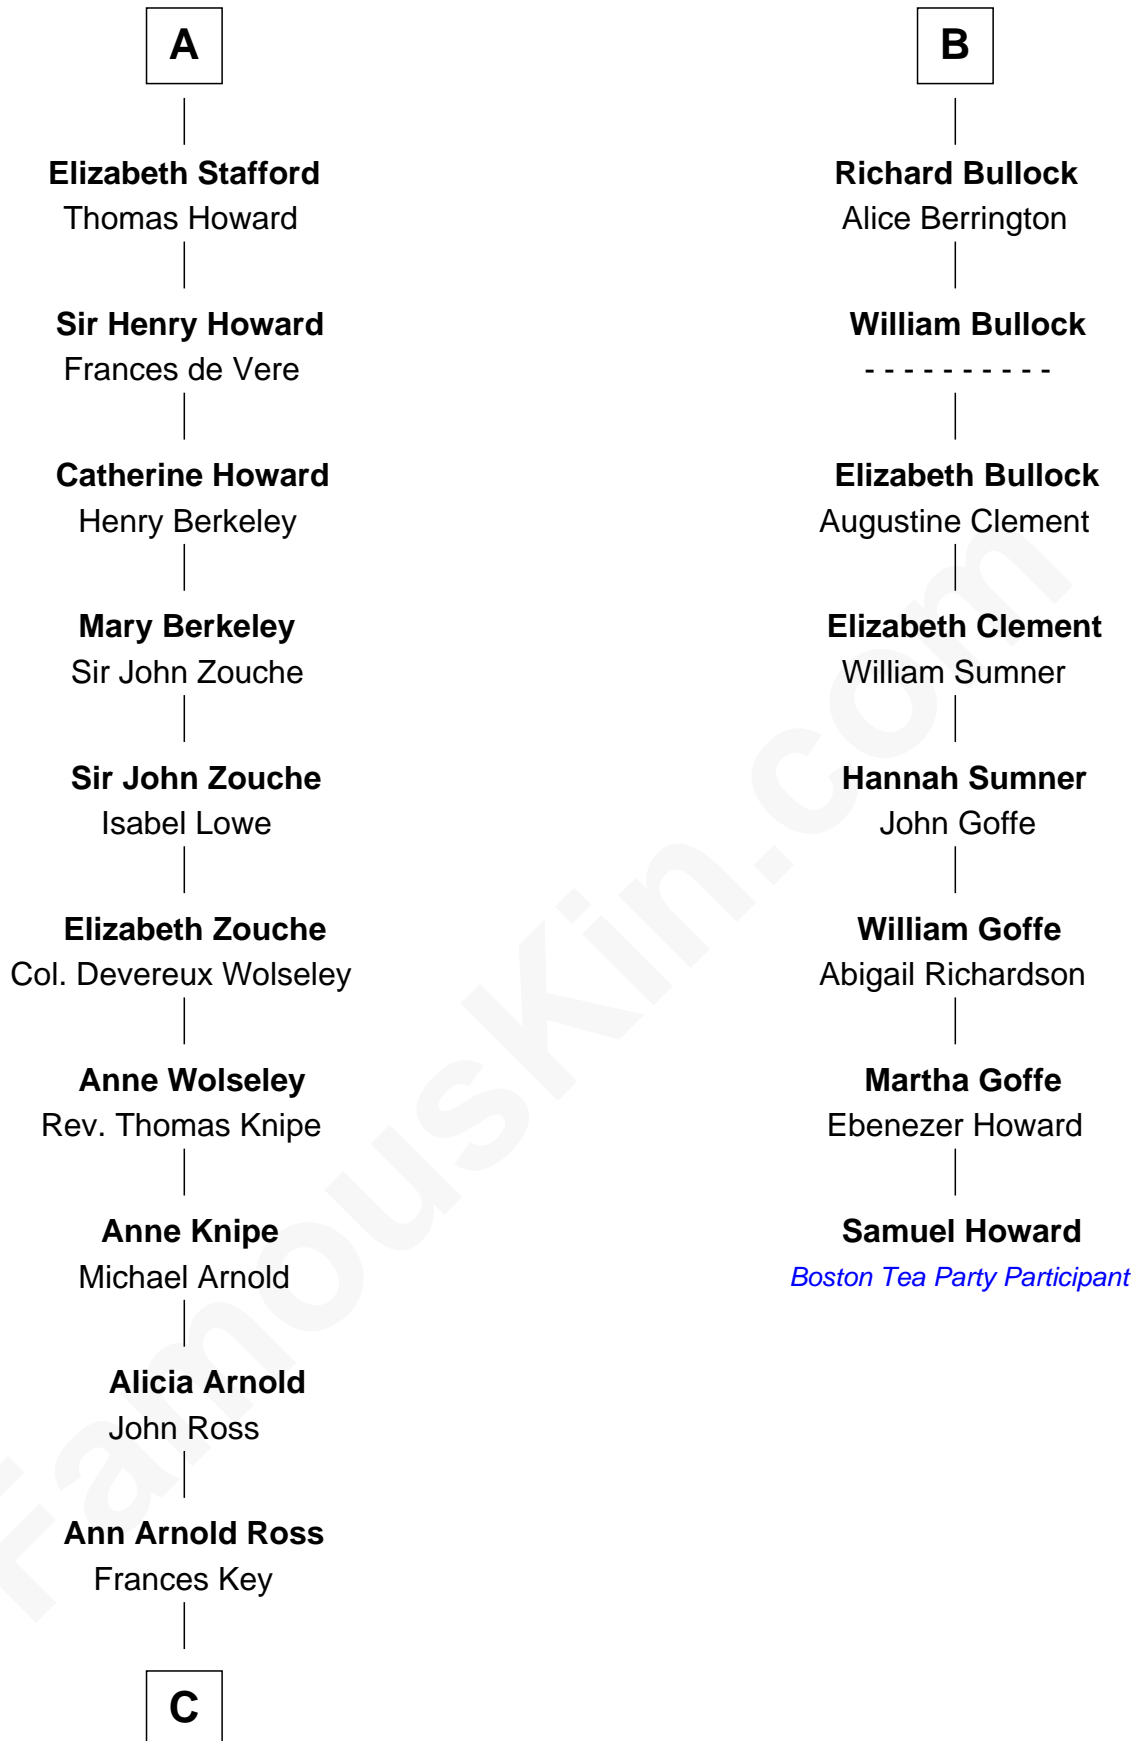 A
Elizabeth Stafford
Thomas Howard
Sir Henry Howard
Frances de Vere
Catherine Howard
Henry Berkeley
Mary Berkeley
Sir John Zouche
Sir John Zouche
Isabel Lowe
Elizabeth Zouche
Col. Devereux Wolseley
Anne Wolseley
Rev. Thomas Knipe
Anne Knipe
Michael Arnold
Alicia Arnold
John Ross
Ann Arnold Ross
Frances Key
C
B
Richard Bullock
Alice Berrington
William Bullock
- - - - - - - - - -
Elizabeth Bullock
Augustine Clement
Elizabeth Clement
William Sumner
Hannah Sumner
John Goffe
William Goffe
Abigail Richardson
Martha Goffe
Ebenezer Howard
Samuel Howard
Boston Tea Party Participant
FamousKin.com